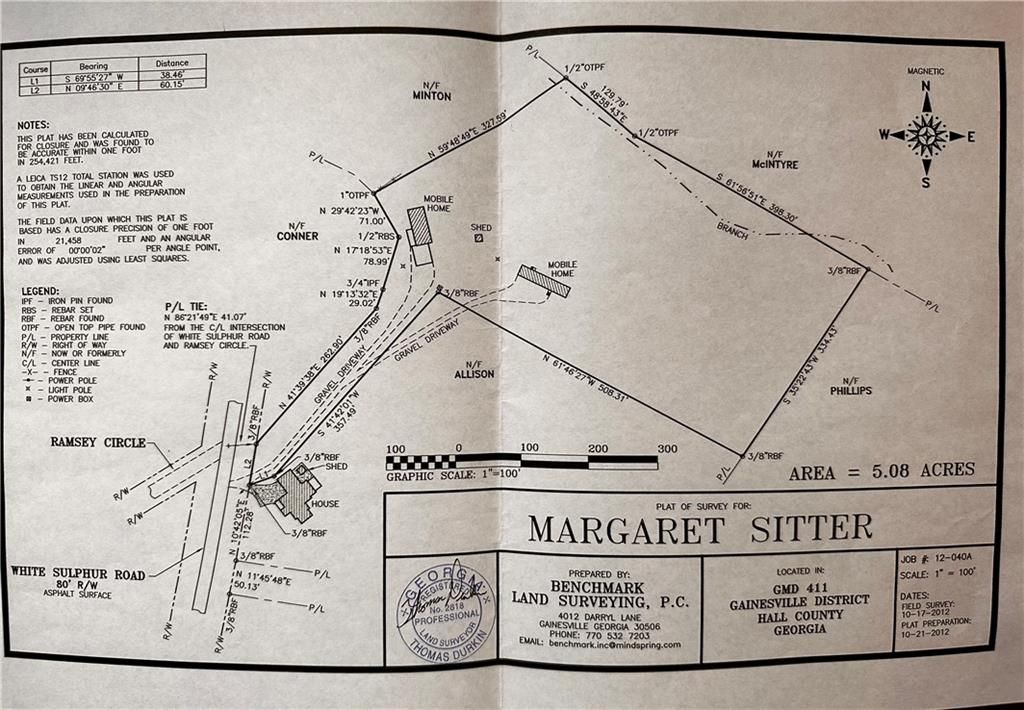 Course Bearing Distance
L1 S 69°55'27" W 38.46'
L2 N 09°46'30" E 60.15'
NOTES:
THIS PLAT HAS BEEN CALCULATED
FOR CLOSURE AND WAS FOUND TO
BE ACCURATE WITHIN ONE FOOT
IN 254,421 FEET.
A LEICA TS12 TOTAL STATION WAS USED
TO OBTAIN THE LINEAR AND ANGULAR
MEASUREMENTS USED IN THE PREPARATION
OF THIS PLAT.
THE FIELD DATA UPON WHICH THIS PLAT IS
BASED HAS A CLOSURE PRECISION OF ONE FOOT
IN 21,458 FEET AND AN ANGULAR
ERROR OF 00°00'02" PER ANGLE POINT,
AND WAS ADJUSTED USING LEAST SQUARES.
LEGEND:
IPF - IRON PIN FOUND
RBS - REBAR SET
RBF - REBAR FOUND
OTPF - OPEN TOP PIPE FOUND
P/L - PROPERTY LINE
R/W - RIGHT OF WAY
N/F - NOW OR FORMERLY
C/L - CENTER LINE
-X- - FENCE
- POWER POLE
- LIGHT POLE
- POWER BOX
P/L TIE:
N 86°21'49"E 41.07'
FROM THE C/L INTERSECTION
OF WHITE SULPHUR ROAD
AND RAMSEY CIRCLE.
N/F
MINTON
P/L
1/2"OTPF
129.79'
S 48°58'43"E
1/2"OTPF
N 59°48'49"E 327.59'
N/F
McINTYRE
S 61°56'51"E 398.30'
BRANCH
3/8"RBF
P/L
MAGNETIC
N
W
E
S
P/L
1"OTPF
N 29°42'23"W
71.00'
N/F
CONNER
1/2"RBS
N 17°18'53"E
78.99'
3/4"IPF
N 19°13'32"E
29.02'
3/8"RBF
MOBILE
HOME
SHED
MOBILE
HOME
3/8"RBF
N 41°39'38"E 262.90'
GRAVEL DRIVEWAY
GRAVEL DRIVEWAY
S 41°42'01"W
357.49'
N/F
ALLISON
N 61°46'27"W 508.31'
S 35°22'43"W 334.43'
N/F
PHILLIPS
3/8"RBF
P/L
R/W
R/W
RAMSEY CIRCLE
R/W
R/W
3/8"RBF
L2
L1
3/8"RBF
SHED
HOUSE
3/8"RBF
N 10°42'05"E
112.28'
3/8"RBF
P/L
N 11°45'48"E
50.13'
P/L
3/8"RBF
WHITE SULPHUR ROAD
80' R/W
ASPHALT SURFACE
R/W
R/W
100 0 100 200 300
GRAPHIC SCALE: 1"=100'
AREA = 5.08 ACRES
PLAT OF SURVEY FOR:
MARGARET SITTER
GEORGIA
REGISTERED
No. 2818
PROFESSIONAL
LAND SURVEYOR
THOMAS DURKIN
PREPARED BY:
BENCHMARK
LAND SURVEYING, P.C.
4012 DARRYL LANE
GAINESVILLE GEORGIA 30506
PHONE: 770 532 7203
EMAIL: benchmark.inc@mindspring.com
LOCATED IN:
GMD 411
GAINESVILLE DISTRICT
HALL COUNTY
GEORGIA
JOB #: 12-040A
SCALE: 1" = 100'
DATES:
FIELD SURVEY:
10-17-2012
PLAT PREPARATION:
10-21-2012